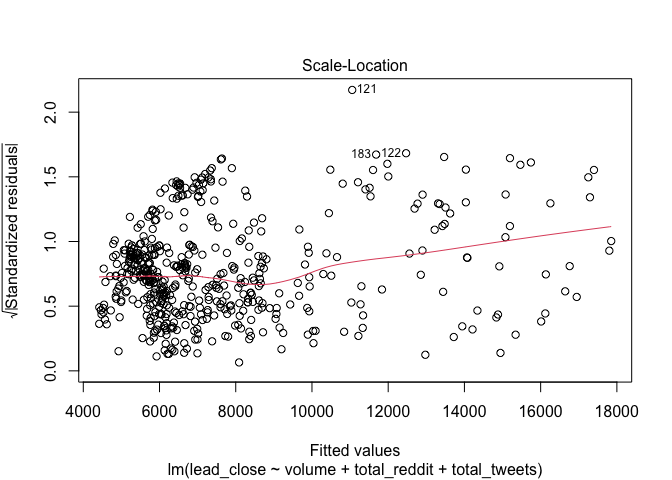 Scale-Location
√|Standardized residuals|
2.0
1.5
1.0
0.5
0.0
121
183
122
4000 6000 8000 10000 12000 14000 16000 18000
Fitted values
lm(lead_close ~ volume + total_reddit + total_tweets)